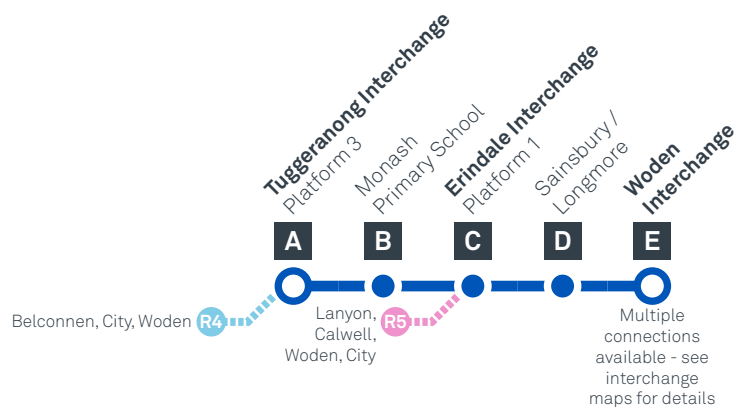 Tuggeranong Interchange
Platform 3
Monash
Primary School
Erindale Interchange
Platform 1
Sainsbury /
Longmore
Woden
Interchange
A
B
C
D
E
Belconnen, City, Woden
R4
Lanyon,
Calwell,
Woden, City
R5
Multiple
connections
available - see
interchange
maps for details